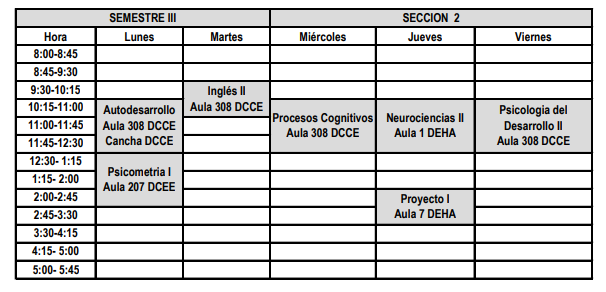 SEMESTRE III SECCION 2
Hora Lunes Martes Miércoles Jueves Viernes
8:00-8:45
8:45-9:30
9:30-10:15 Inglés II
Aula 308 DCCE
10:15-11:00 Autodesarrollo
Aula 308 DCCE
Cancha DCCE
Procesos Cognitivos
Aula 308 DCCE
Neurociencias II
Aula 1 DEHA
Psicologia del
Desarrollo II
Aula 308 DCCE
11:00-11:45
11:45-12:30
12:30- 1:15 Psicometria I
Aula 207 DCEE
1:15- 2:00
2:00-2:45 Proyecto I
Aula 7 DEHA
2:45-3:30
3:30-4:15
4:15- 5:00
5:00- 5:45